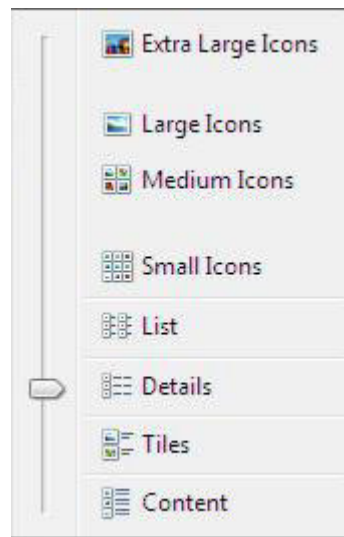 Extra Large Icons
Large Icons
Medium Icons
Small Icons
List
Details
Tiles
Content